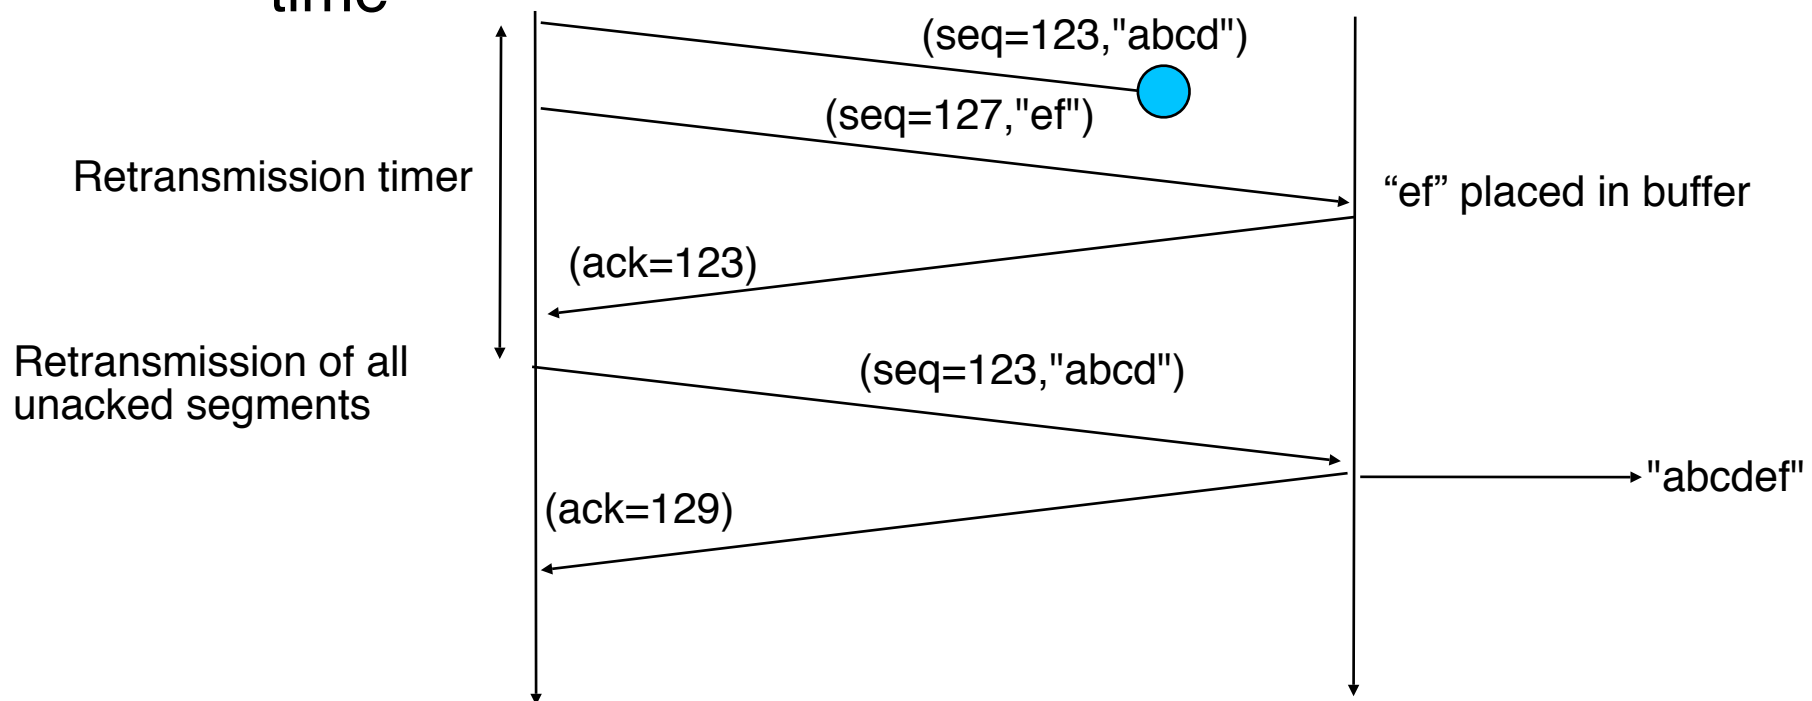 time
(seq=123,"abcd")
(seq=127,"ef")
Retransmission timer
“ef” placed in buffer
(ack=123)
Retransmission of all
unacked segments
(seq=123,"abcd")
"abcdef"
(ack=129)